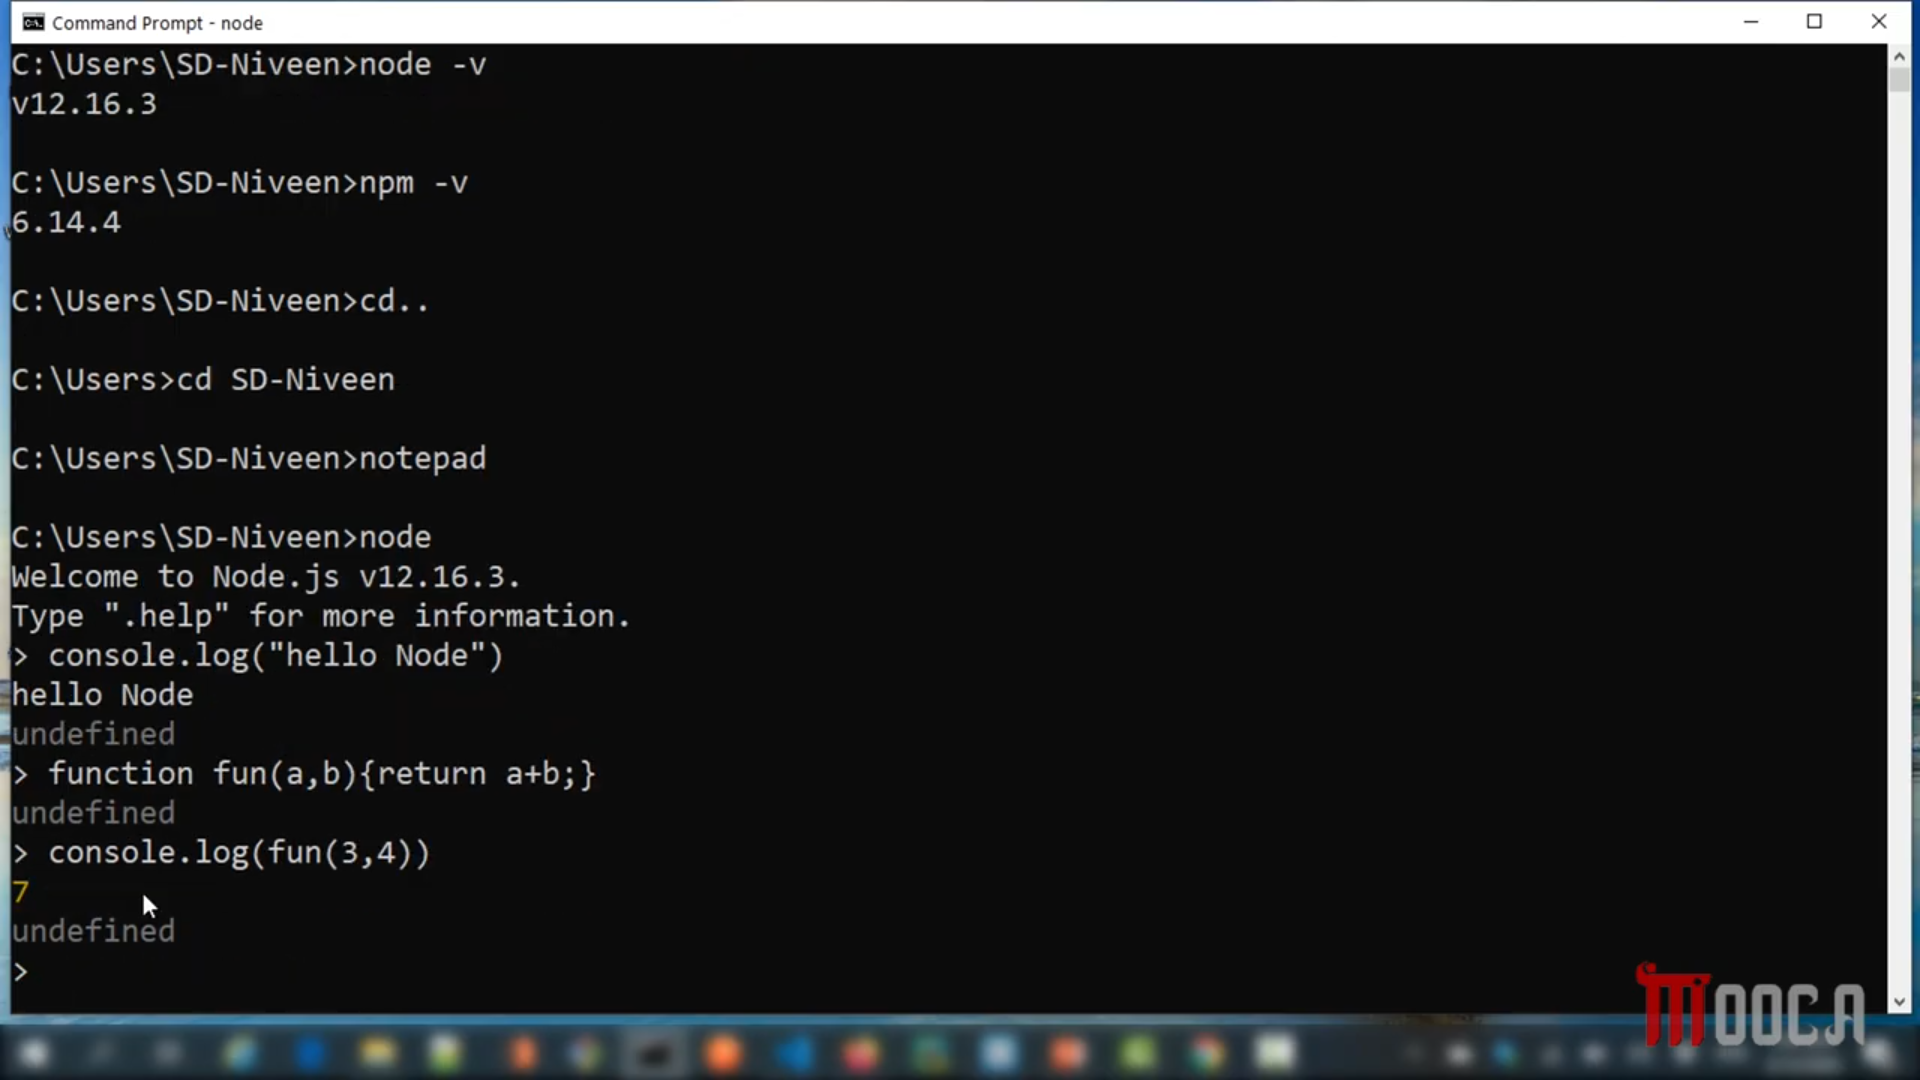 Command Prompt - node
C:\Users\SD-Niveen>node -v
v12.16.3
C:\Users\SD-Niveen>npm -v
6.14.4
C:\Users\SD-Niveen>cd..
C:\Users>cd SD-Niveen
C:\Users\SD-Niveen>notepad
C:\Users\SD-Niveen>node
Welcome to Node.js v12.16.3.
Type ".help" for more information.
> console.log("hello Node")
hello Node
undefined
> function fun(a,b){return a+b;}
undefined
> console.log(fun(3,4))
7
undefined
>
MOOCA